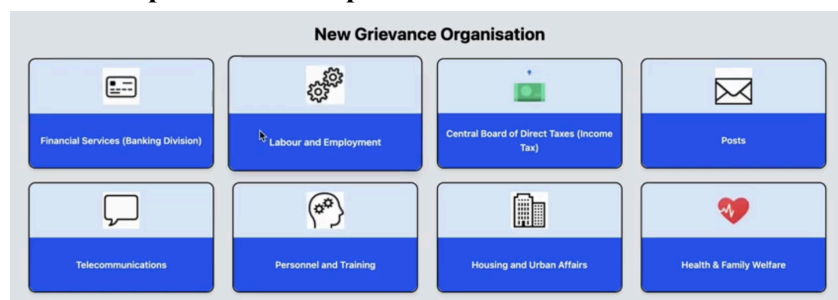 New Grievance Organisation
Financial Services (Banking Division)
Labour and Employment
Central Board of Direct Taxes (Income
Tax)
Posts
Telecommunications
Personnel and Training
Housing and Urban Affairs
Health & Family Welfare